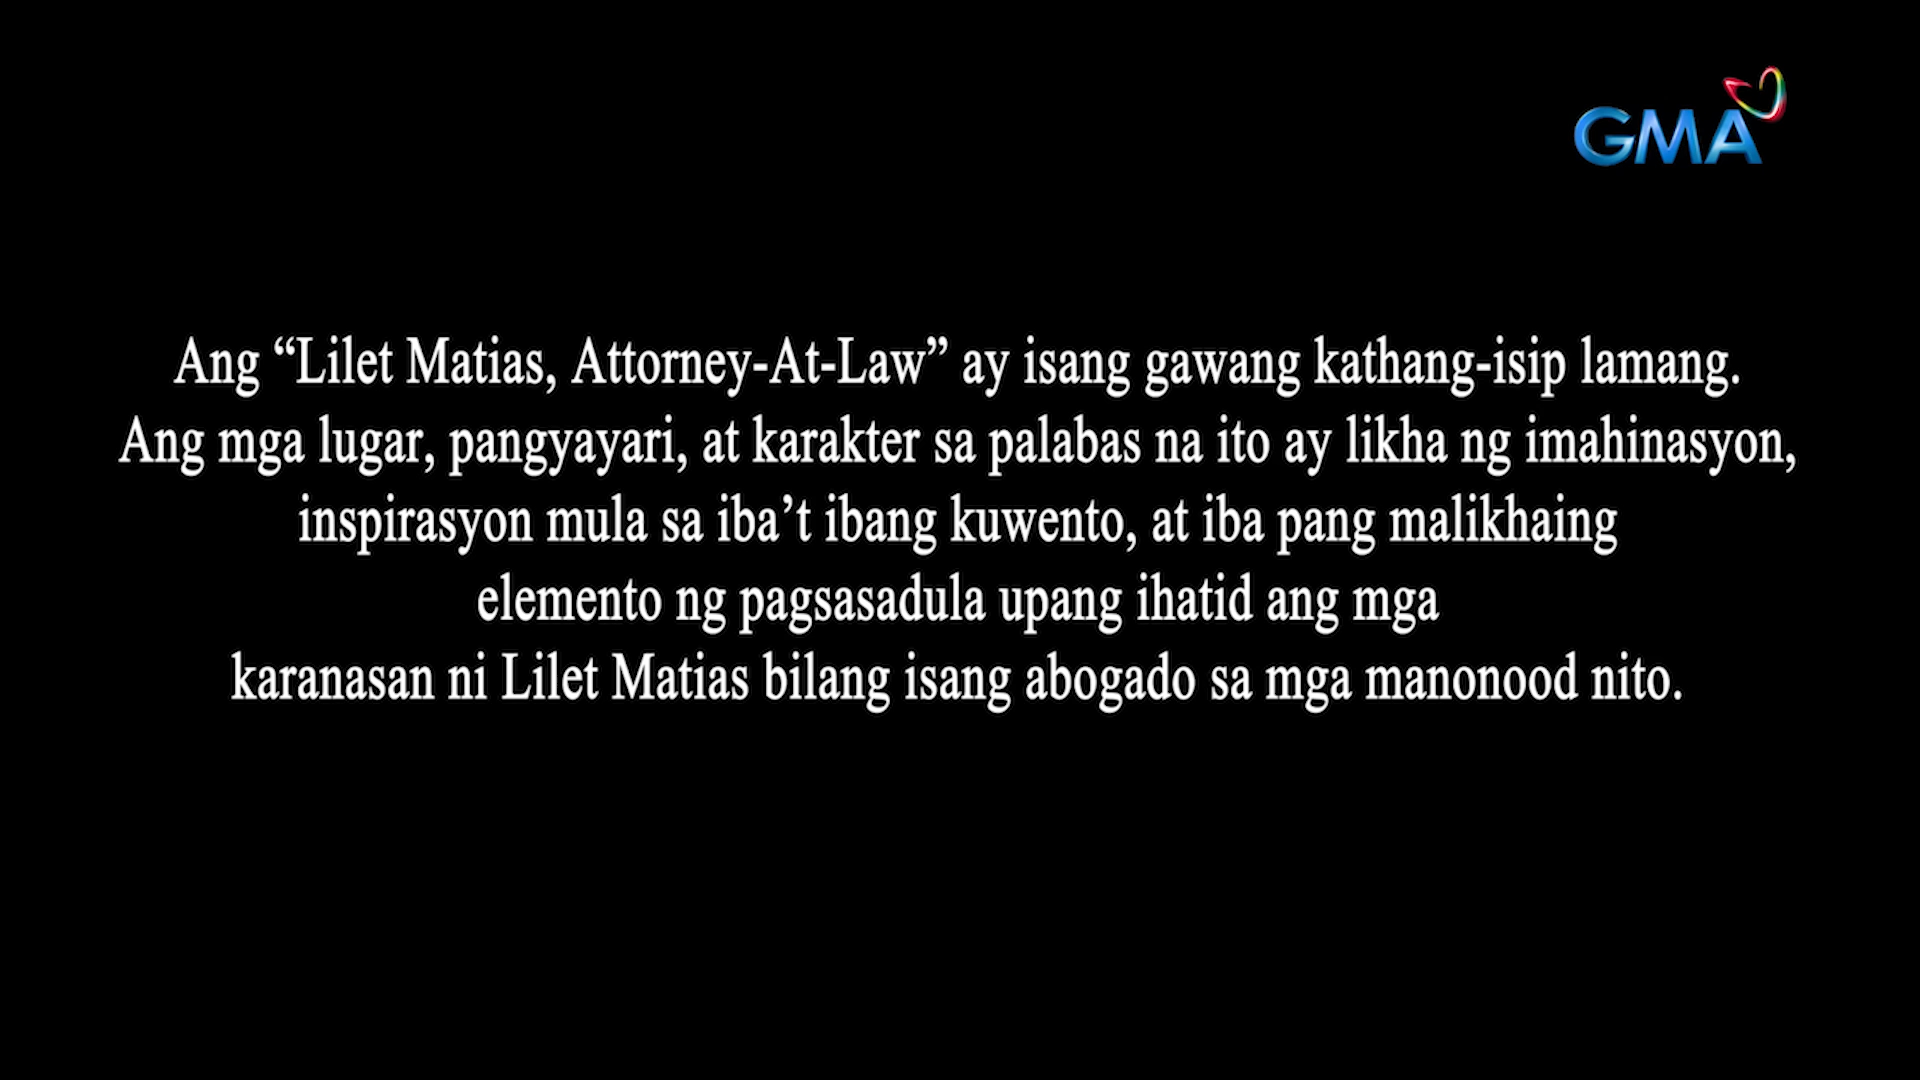 GMA
Ang “Lilet Matias, Attorney-At-Law” ay isang gawang kathang-isip lamang.
Ang mga lugar, pangyayari, at karakter sa palabas na ito ay likha ng imahinasyon,
inspirasyon mula sa iba’t ibang kuwento, at iba pang malikhaing
elemento ng pagsasadula upang ihatid ang mga
karanasan ni Lilet Matias bilang isang abogado sa mga manonood nito.